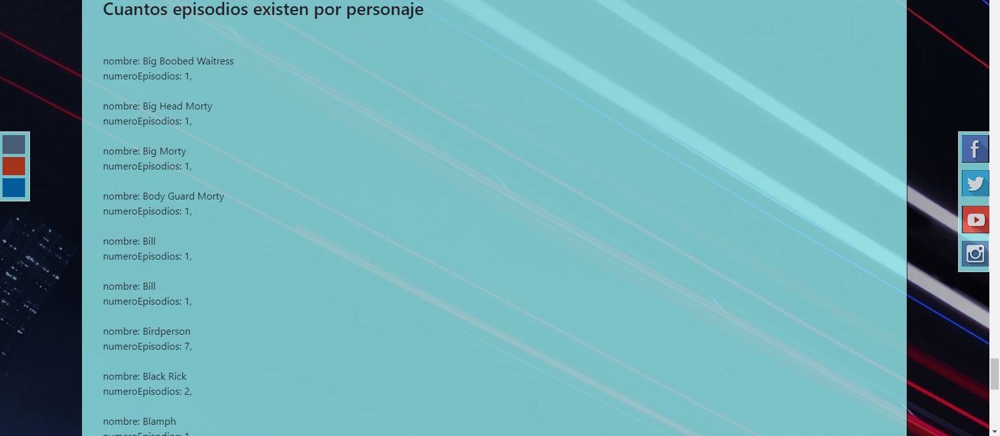 Cuantos episodios existen por personaje
nombre: Big Boobed Waitress
numeroEpisodios: 1,
nombre: Big Head Morty
numeroEpisodios: 1,
nombre: Big Morty
numeroEpisodios: 1,
nombre: Body Guard Morty
numeroEpisodios: 1,
nombre: Bill
numeroEpisodios: 1,
nombre: Bill
numeroEpisodios: 1,
nombre: Birdperson
numeroEpisodios: 7,
nombre: Black Rick
numeroEpisodios: 2,
nombre: Blamph
numeroEpisodios: 1